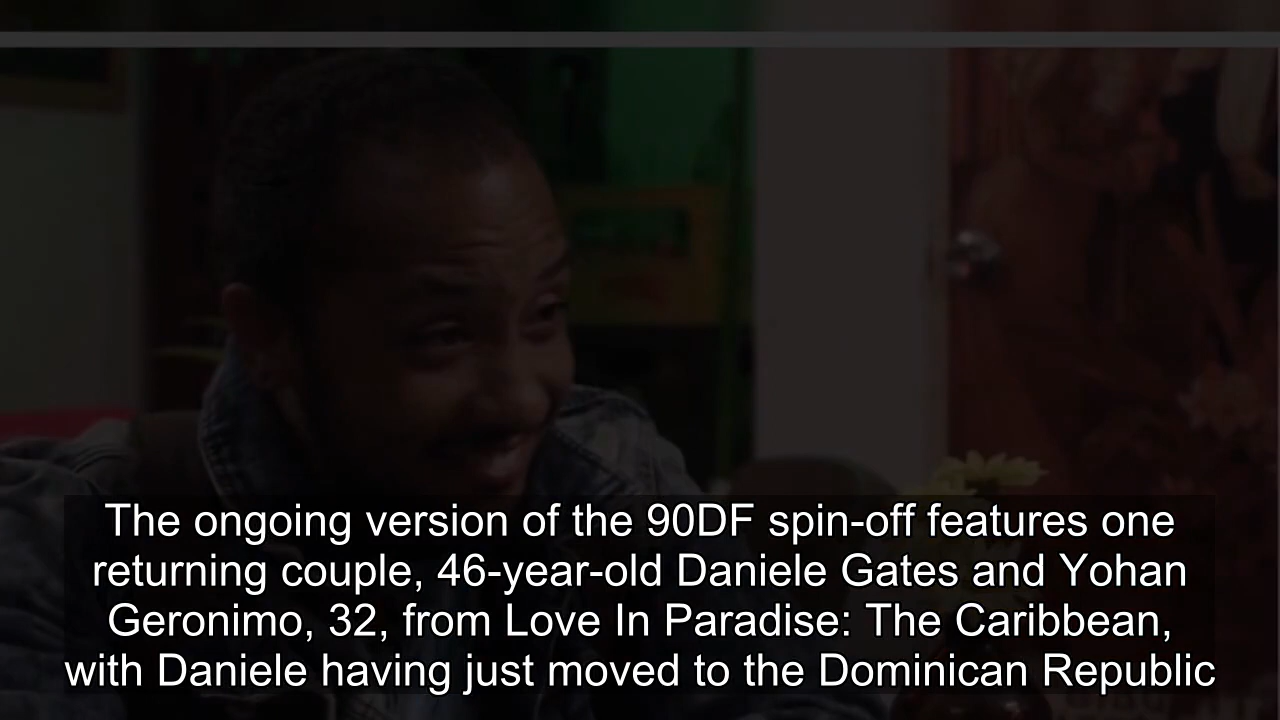 The ongoing version of the 90DF spin-off features one
returning couple, 46-year-old Daniele Gates and Yohan
Geronimo, 32, from Love In Paradise: The Caribbean,
with Daniele having just moved to the Dominican Republic